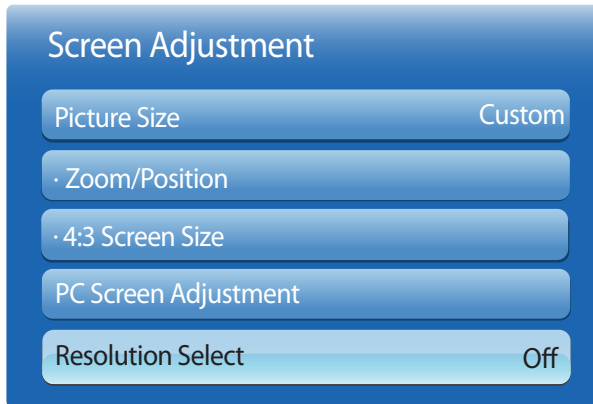 Screen Adjustment
Picture Size Custom
· Zoom/Position
· 4:3 Screen Size
PC Screen Adjustment
Resolution Select Off